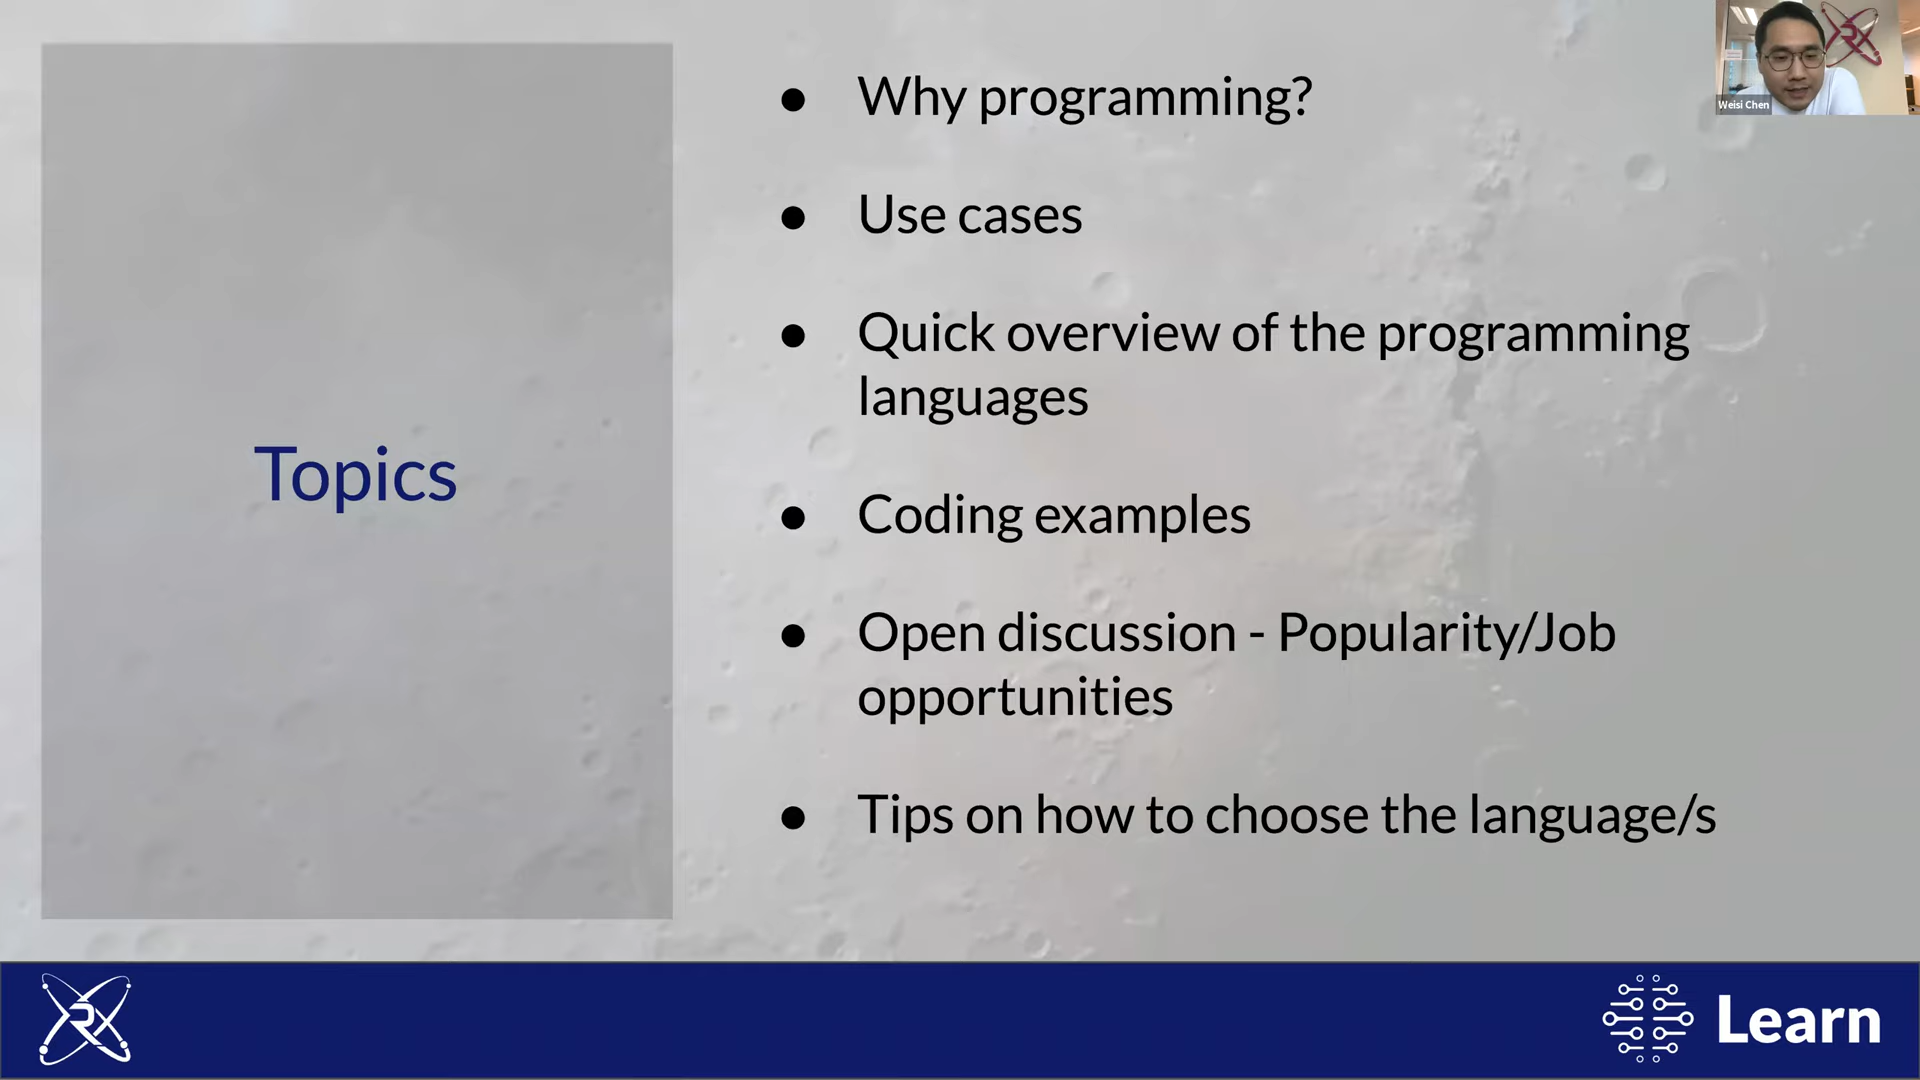 Topics
● Why programming?
● Use cases
● Quick overview of the programming
languages
● Coding examples
● Open discussion - Popularity/Job
opportunities
● Tips on how to choose the language/s
Weisi Chen
R
Learn